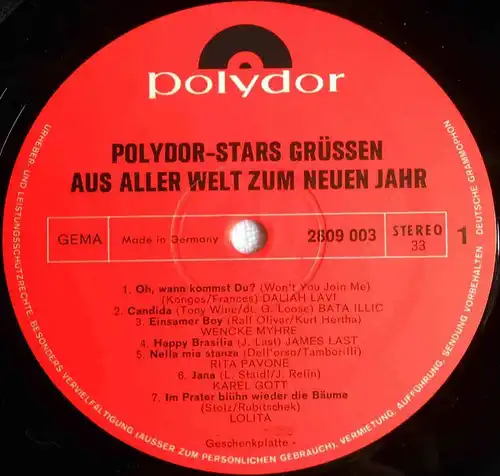 polydor
POLYDOR-STARS GRÜSSEN
AUS ALLER WELT ZUM NEUEN JAHR
GEMA
Made in Germany
2809 003
STEREO
33
1
1. Oh, wann kommst Du? (Won't You Join Me)
(Kongos/Frances) DALIAH LAVI
2. Candida (Tony Wine/dt. G. Loose) BATA ILLIC
3. Einsamer Boy (Ralf Oliver/Kurt Hertha)
WENCKE MYHRE
4. Happy Brasilia (J. Last) JAMES LAST
5. Nella mia stanza (Dell'orso/Tamborilli)
RITA PAVONE
6. Jana (L. Staidl/J. Relin)
KAREL GOTT
7. Im Prater blühn wieder die Bäume
(Stolz/Rubitschek)
LOLITA
- Geschenkplatte -
URHEBER UND LEISTUNGSSCHUTZRECHTE, BESONDERS VERVIELFÄLTIGUNG (AUSSER ZUM PERSÖNLICHEN GEBRAUCH), VERMIETUNG, AUFFÜHRUNG, SENDUNG VORBEHALTEN · DEUTSCHE GRAMMOPHON